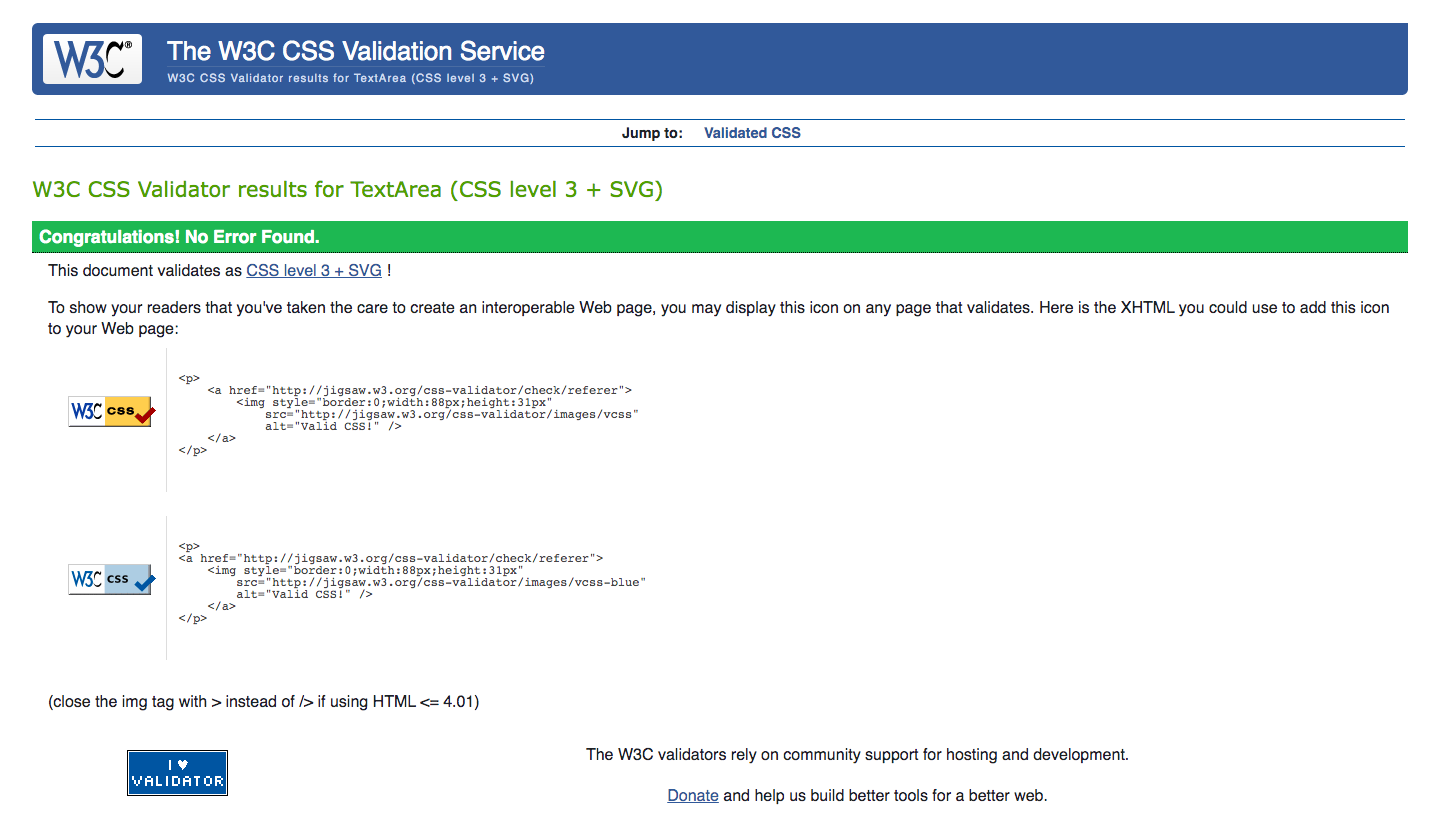 W3C®
The W3C CSS Validation Service
W3C CSS Validator results for TextArea (CSS level 3 + SVG)
Jump to: Validated CSS
W3C CSS Validator results for TextArea (CSS level 3 + SVG)
Congratulations! No Error Found.
This document validates as CSS level 3 + SVG !
To show your readers that you've taken the care to create an interoperable Web page, you may display this icon on any page that validates. Here is the XHTML you could use to add this icon
to your Web page:
W3C css
<p>
    <a href="http://jigsaw.w3.org/css-validator/check/referer">
        <img style="border:0;width:88px;height:31px"
            src="http://jigsaw.w3.org/css-validator/images/vcss"
            alt="Valid CSS!" />
    </a>
</p>
W3C css
<p>
<a href="http://jigsaw.w3.org/css-validator/check/referer">
    <img style="border:0;width:88px;height:31px"
        src="http://jigsaw.w3.org/css-validator/images/vcss-blue"
        alt="Valid CSS!" />
    </a>
</p>
(close the img tag with > instead of /> if using HTML <= 4.01)
I ♥
VALIDATOR
The W3C validators rely on community support for hosting and development.
Donate and help us build better tools for a better web.